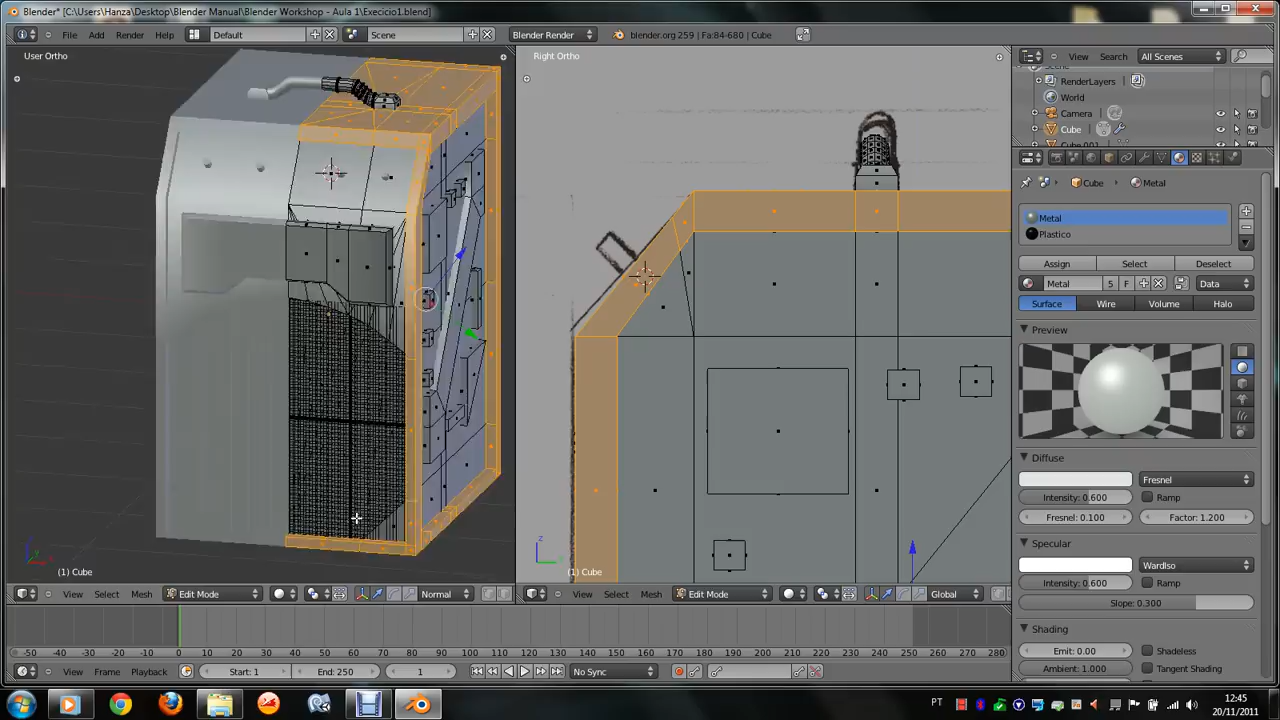 Blender* [C:\Users\Hanza\Desktop\Blender Manual\Blender Workshop - Aula 1\Execicio1.blend]
File Add Render Help Default Scene Blender Render blender.org 259 | Fa:84-680 | Cube
User Ortho
(1) Cube
View Select Mesh Edit Mode Normal
Right Ortho
(1) Cube
View Select Mesh Edit Mode Global
View Search All Scenes
RenderLayers
World
Camera
Cube
Cube.001
Cube Metal
Metal
Plastico
Assign Select Deselect
Metal 5 F Data
Surface Wire Volume Halo
Preview
Diffuse
Fresnel
Intensity: 0.600 Ramp
Fresnel: 0.100 Factor: 1.200
Specular
WardIso
Intensity: 0.600 Ramp
Slope: 0.300
Shading
Emit: 0.00 Shadeless
Ambient: 1.000 Tangent Shading
-50 -40 -30 -20 -10 0 10 20 30 40 50 60 70 80 90 100 110 120 130 140 150 160 170 180 190 200 210 220 230 240 250 260 270 280
View Frame Playback Start: 1 End: 250 1 No Sync
PT 12:45
20/11/2011